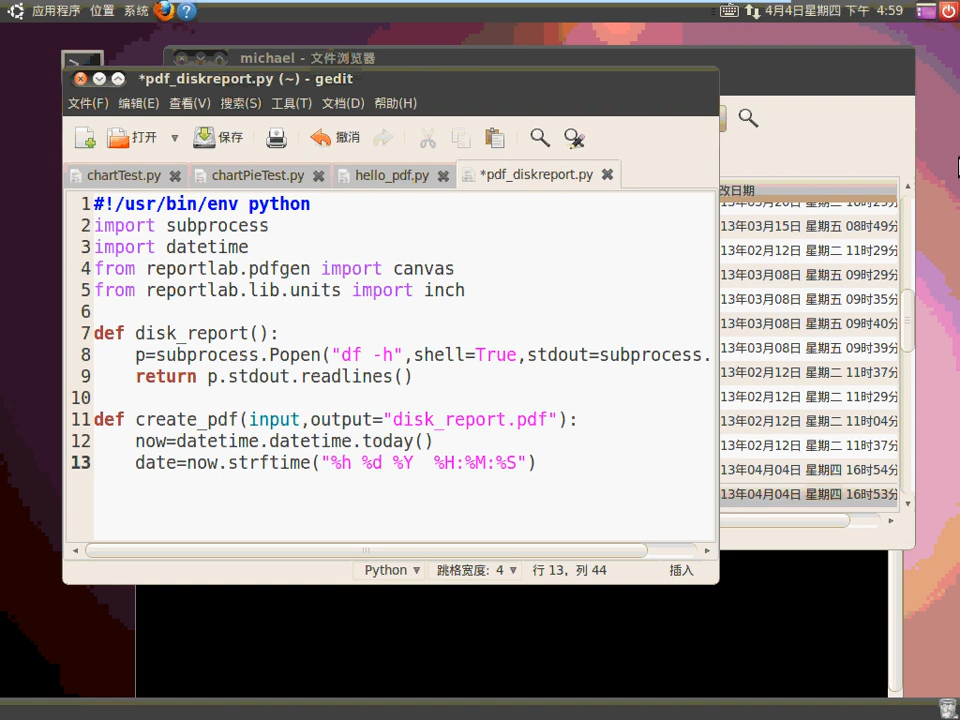 应用程序 位置 系统 4月4日星期四 下午 4:59
michael - 文件浏览器
*pdf_diskreport.py (~) - gedit
文件(F) 编辑(E) 查看(V) 搜索(S) 工具(T) 文档(D) 帮助(H)
打开 保存 撤消
chartTest.py chartPieTest.py hello_pdf.py *pdf_diskreport.py
1 #!/usr/bin/env python
2 import subprocess
3 import datetime
4 from reportlab.pdfgen import canvas
5 from reportlab.lib.units import inch
6
7 def disk_report():
8     p=subprocess.Popen("df -h",shell=True,stdout=subprocess.
9     return p.stdout.readlines()
10
11 def create_pdf(input,output="disk_report.pdf"):
12     now=datetime.datetime.today()
13     date=now.strftime("%h %d %Y  %H:%M:%S")
Python 跳格宽度: 4 行 13, 列 44 插入
改日期
13年03月15日 星期五 08时49分
13年02月12日 星期二 11时29分
13年03月08日 星期五 09时29分
13年03月08日 星期五 09时35分
13年03月08日 星期五 09时40分
13年03月08日 星期五 09时39分
13年02月12日 星期二 11时37分
13年02月12日 星期二 11时29分
13年02月12日 星期二 11时04分
13年02月12日 星期二 11时37分
13年04月04日 星期四 16时54分
13年04月04日 星期四 16时53分